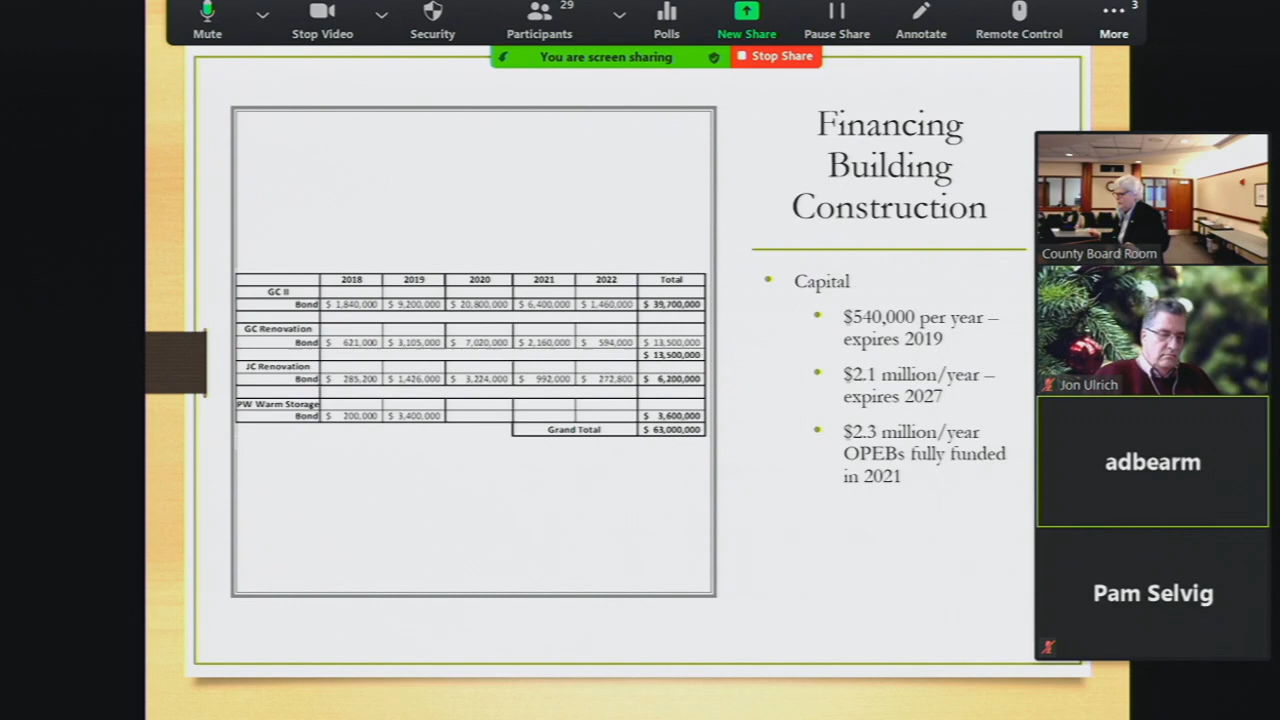 29
3
Mute
Stop Video
Security
Participants
Polls
New Share
Pause Share
Annotate
Remote Control
More
You are screen sharing
Stop Share
Financing
Building
Construction
2018 2019 2020 2021 2022 Total
GC II
Bond $ 1,840,000 $ 9,200,000 $ 20,800,000 $ 6,400,000 $ 1,460,000 $ 39,700,000
GC Renovation
Bond $ 621,000 $ 3,105,000 $ 7,020,000 $ 2,160,000 $ 594,000 $ 13,500,000
$ 13,500,000
JC Renovation
Bond $ 285,200 $ 1,426,000 $ 3,224,000 $ 992,000 $ 272,800 $ 6,200,000
PW Warm Storage
Bond $ 200,000 $ 3,400,000 $ 3,600,000
Grand Total $ 63,000,000
• Capital
• $540,000 per year –
expires 2019
• $2.1 million/year –
expires 2027
• $2.3 million/year
OPEBs fully funded
in 2021
County Board Room
Jon Ulrich
adbearm
Pam Selvig